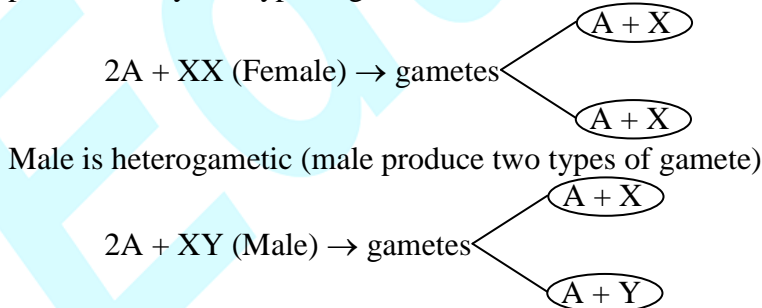 A + X
2A + XX (Female) → gametes
A + X
Male is heterogametic (male produce two types of gamete)
A + X
2A + XY (Male) → gametes
A + Y